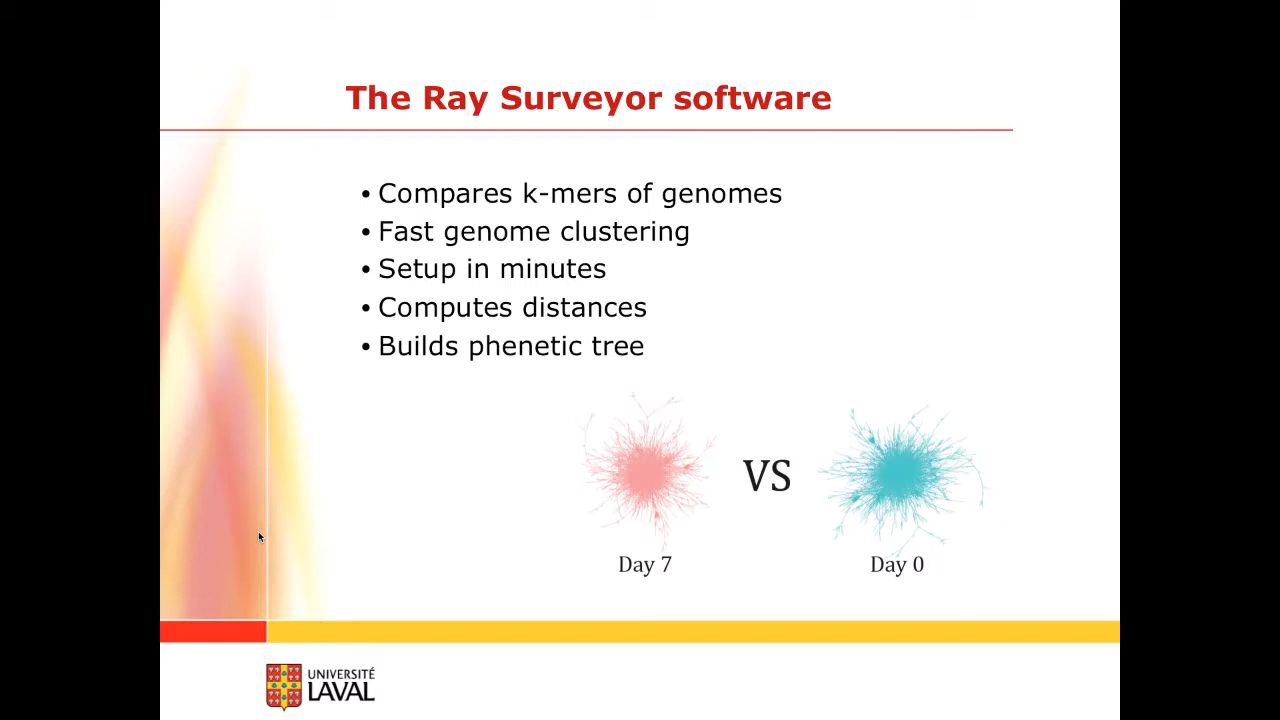 The Ray Surveyor software
• Compares k-mers of genomes
• Fast genome clustering
• Setup in minutes
• Computes distances
• Builds phenetic tree
VS
Day 7
Day 0
UNIVERSITÉ
LAVAL